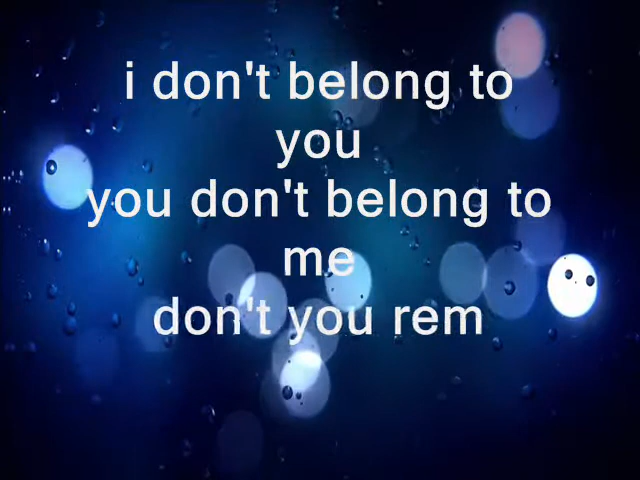 i don't belong to
you
you don't belong to
me
don't you rem